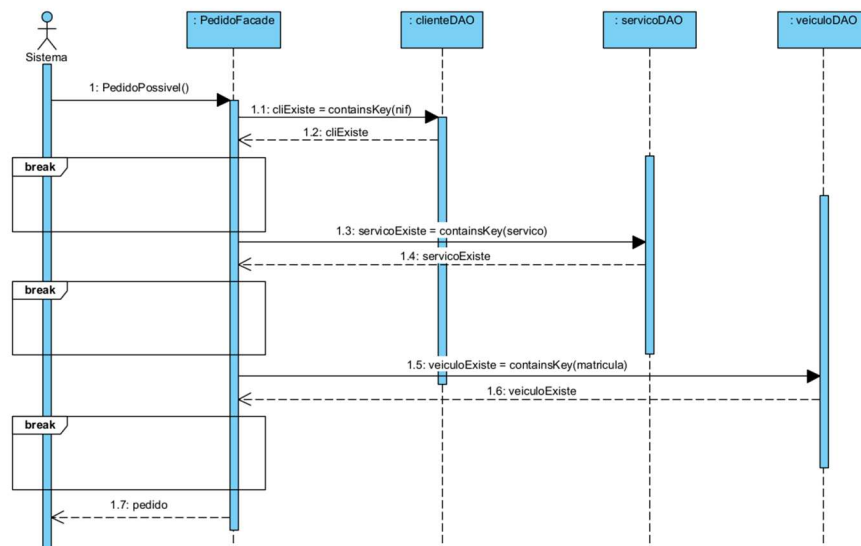 : PedidoFacade
: clienteDAO
: servicoDAO
: veiculoDAO
Sistema
1: PedidoPossivel()
1.1: cliExiste = containsKey(nif)
1.2: cliExiste
break
1.3: servicoExiste = containsKey(servico)
1.4: servicoExiste
break
1.5: veiculoExiste = containsKey(matricula)
1.6: veiculoExiste
break
1.7: pedido